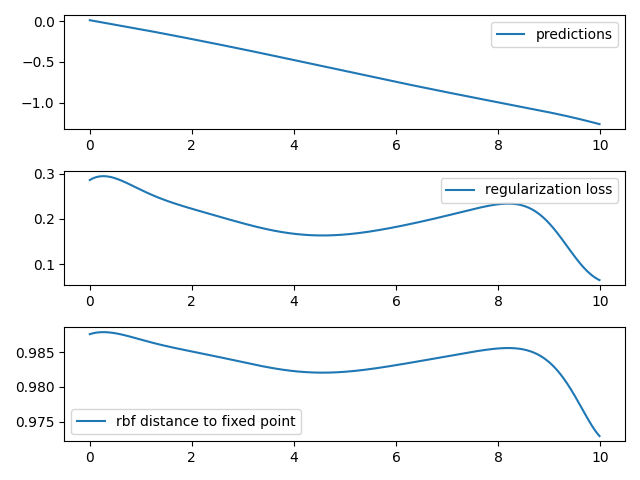 0.0
−0.5
−1.0
predictions
0 2 4 6 8 10
0.3
0.2
0.1
regularization loss
0 2 4 6 8 10
0.985
0.980
0.975
rbf distance to fixed point
0 2 4 6 8 10